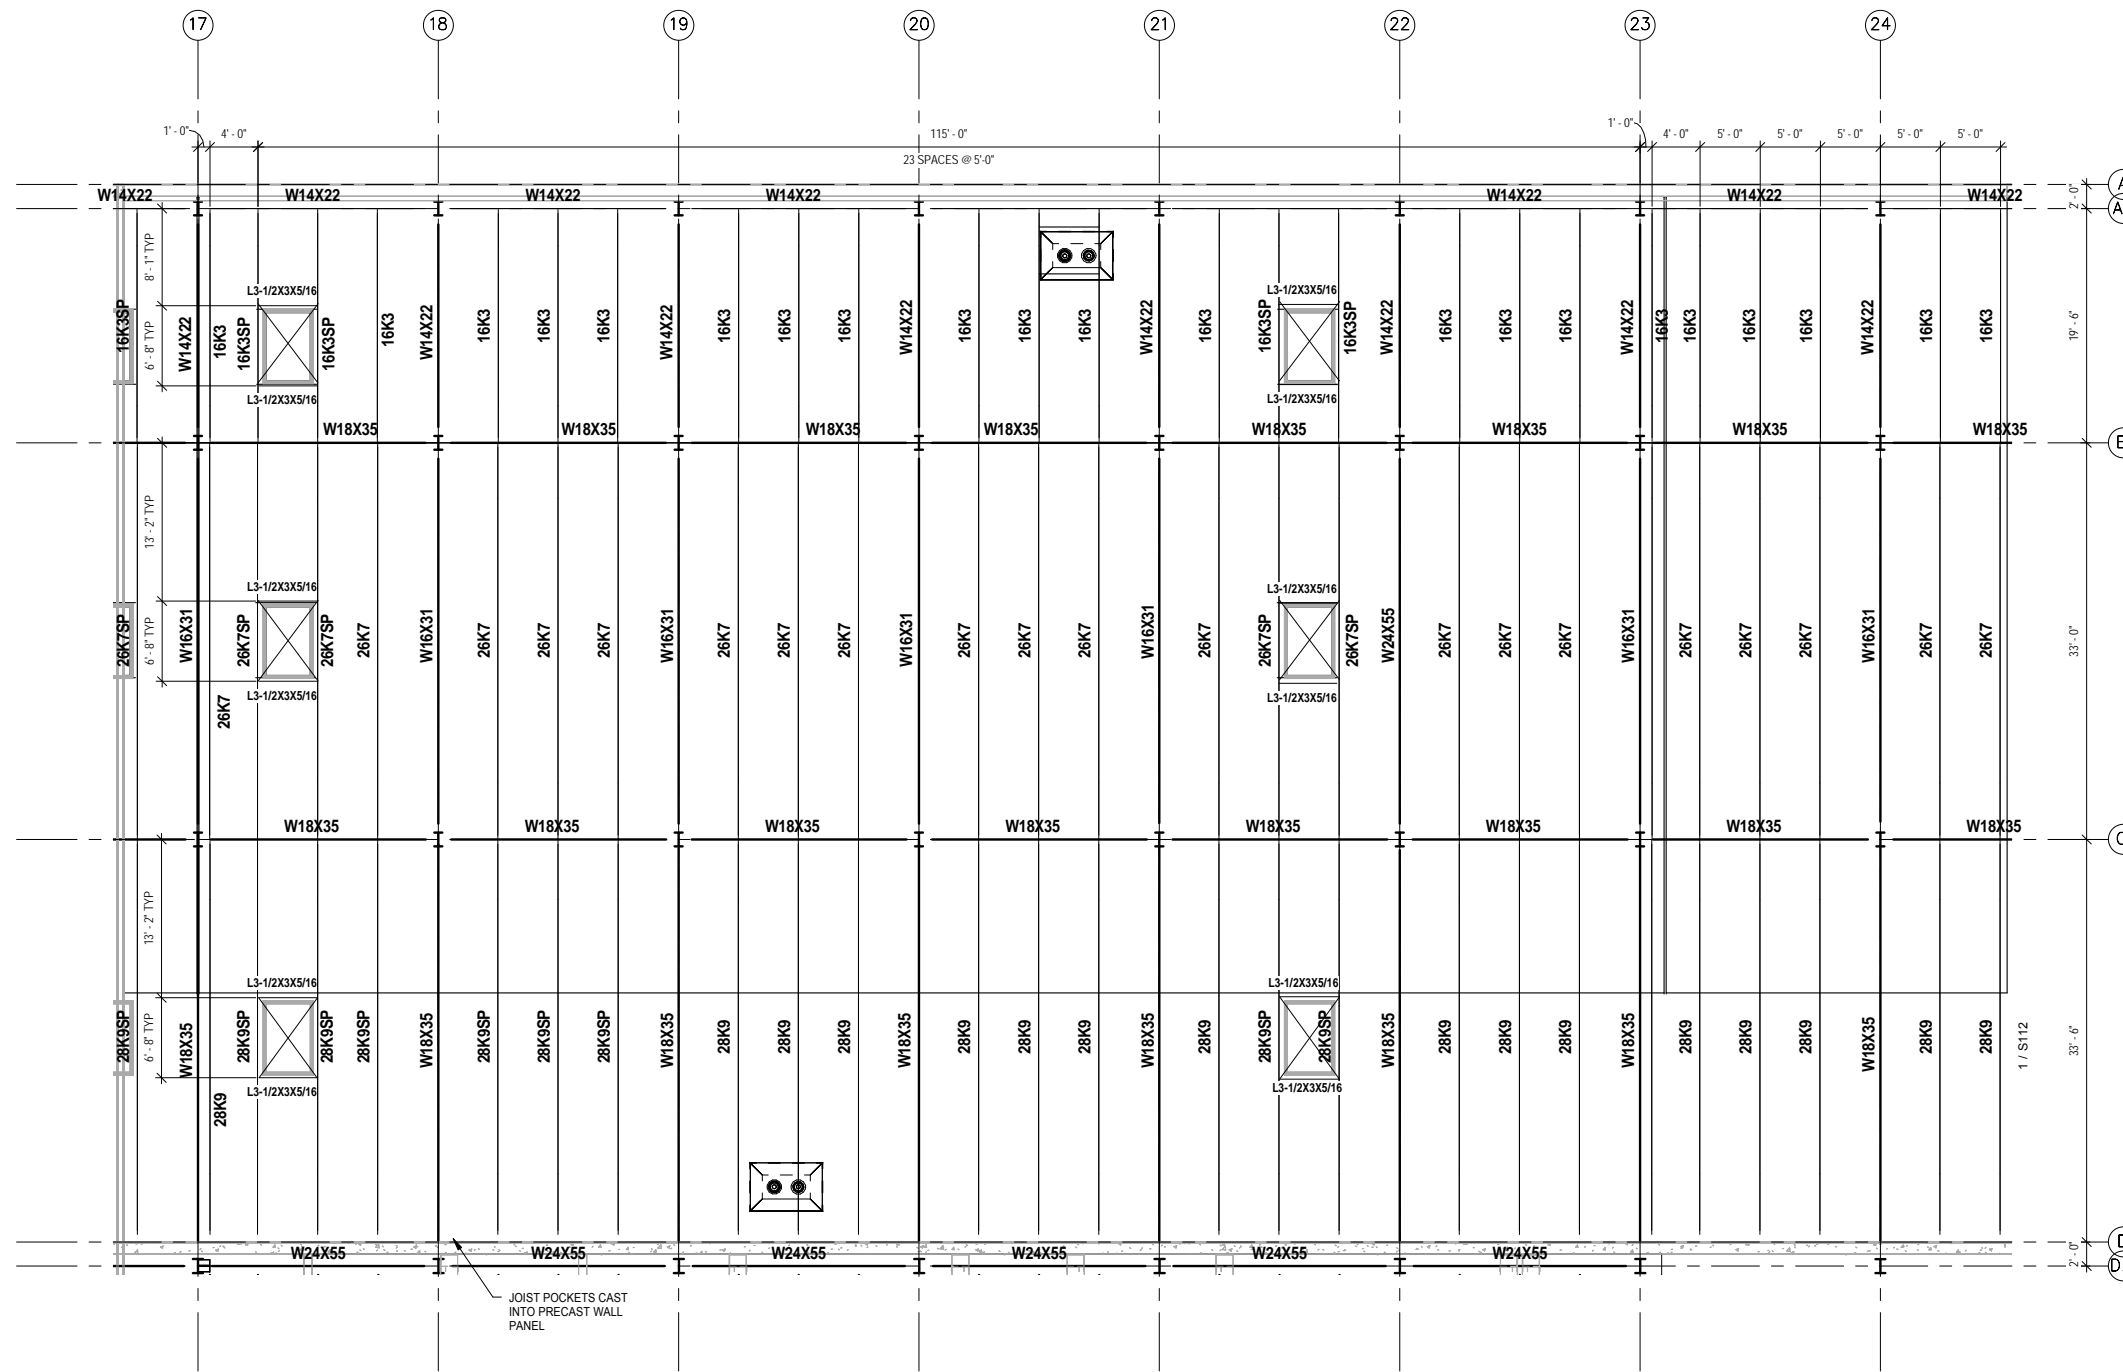 17 18 19 20 21 22 23 24
1' - 0" 4' - 0" 115' - 0" 1' - 0" 4' - 0" 5' - 0" 5' - 0" 5' - 0" 5' - 0" 5' - 0"
23 SPACES @ 5'-0"
A
W14X22 W14X22 W14X22 W14X22 W14X22 W14X22 W14X22
2' - 0"
A
8' - 1" TYP
L3-1/2X3X5/16 L3-1/2X3X5/16
16K3SP 6' - 8" TYP W14X22 16K3 16K3SP 16K3SP 16K3 W14X22 16K3 16K3 16K3 W14X22 16K3 16K3 16K3 W14X22 16K3 16K3 16K3 W14X22 16K3 16K3SP 16K3SP W14X22 16K3 16K3 16K3 W14X22 16K3 16K3 16K3 16K3 W14X22 16K3 16K3 19' - 6"
L3-1/2X3X5/16 L3-1/2X3X5/16
W18X35 W18X35 W18X35 W18X35 W18X35 W18X35 W18X35 W18X35
13' - 2" TYP
L3-1/2X3X5/16 L3-1/2X3X5/16
26K7SP 6' - 8" TYP W16X31 26K7SP 26K7SP 26K7 W16X31 26K7 26K7 26K7 W16X31 26K7 26K7 26K7 W16X31 26K7 26K7 26K7 W16X31 26K7 26K7SP 26K7SP W24X55 26K7 26K7 26K7 W16X31 26K7 26K7 26K7 W16X31 26K7 26K7 33' - 0"
L3-1/2X3X5/16 L3-1/2X3X5/16
26K7
W18X35 W18X35 W18X35 W18X35 W18X35 W18X35 W18X35 W18X35
13' - 2" TYP
L3-1/2X3X5/16 L3-1/2X3X5/16
28K9SP 6' - 8" TYP W18X35 28K9SP 28K9SP 28K9SP W18X35 28K9SP 28K9SP 28K9SP W18X35 28K9 28K9 28K9 W18X35 28K9 28K9 28K9 W18X35 28K9 28K9SP 28K9SP W18X35 28K9 28K9 28K9 W18X35 28K9 28K9 28K9 W18X35 28K9 28K9 1 / S112 33' - 6"
L3-1/2X3X5/16 L3-1/2X3X5/16
28K9
W24X55 W24X55 W24X55 W24X55 W24X55 W24X55
2' - 0"
D
JOIST POCKETS CAST
INTO PRECAST WALL
PANEL